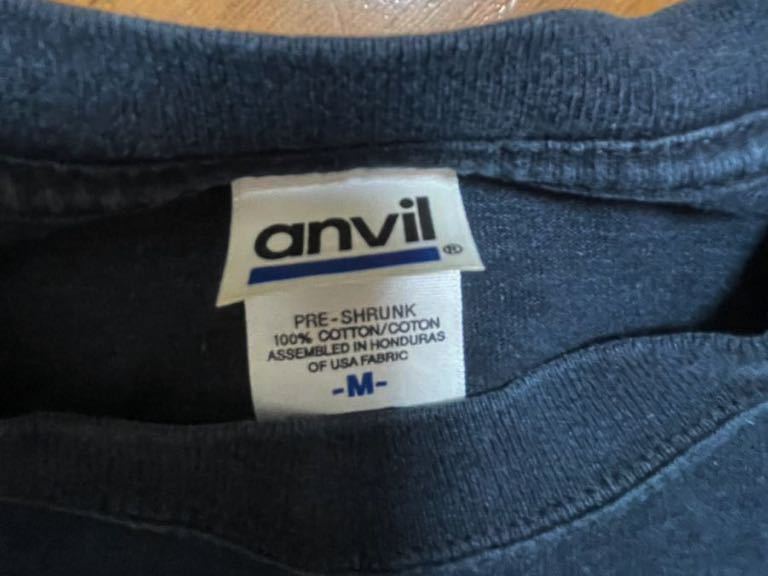 anvil®
PRE-SHRUNK
100% COTTON/COTON
ASSEMBLED IN HONDURAS
OF USA FABRIC
-M-